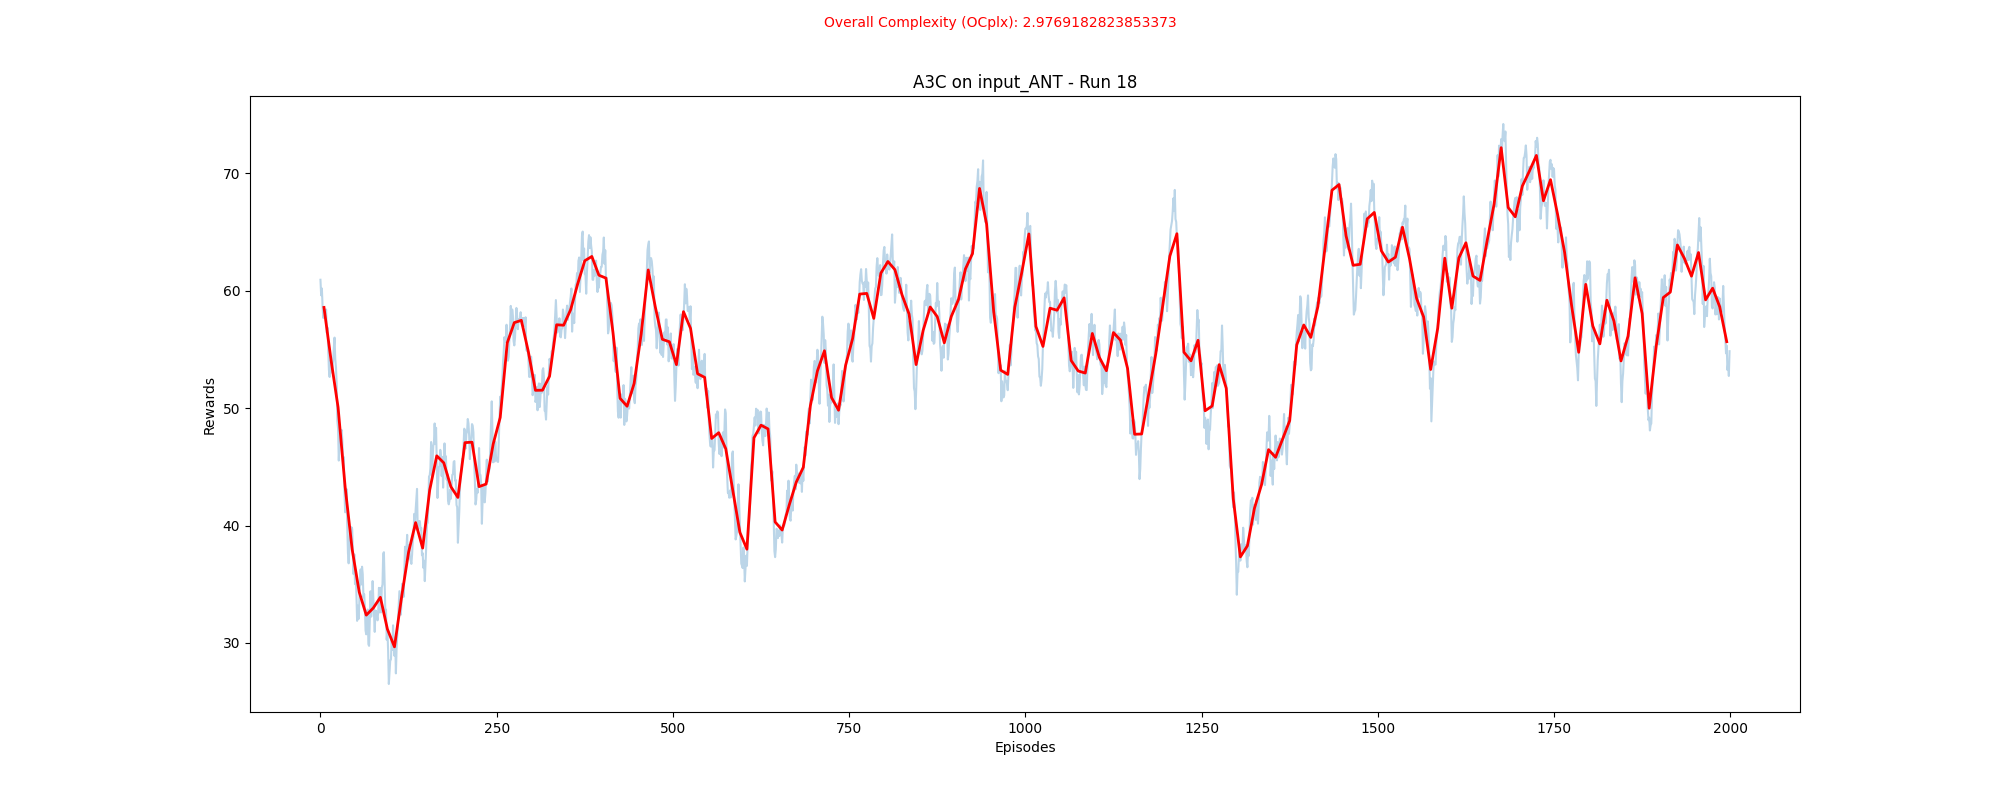 Overall Complexity (OCplx): 2.9769182823853373
A3C on input_ANT - Run 18
Rewards
70
60
50
40
30
0 250 500 750 1000 1250 1500 1750 2000
Episodes